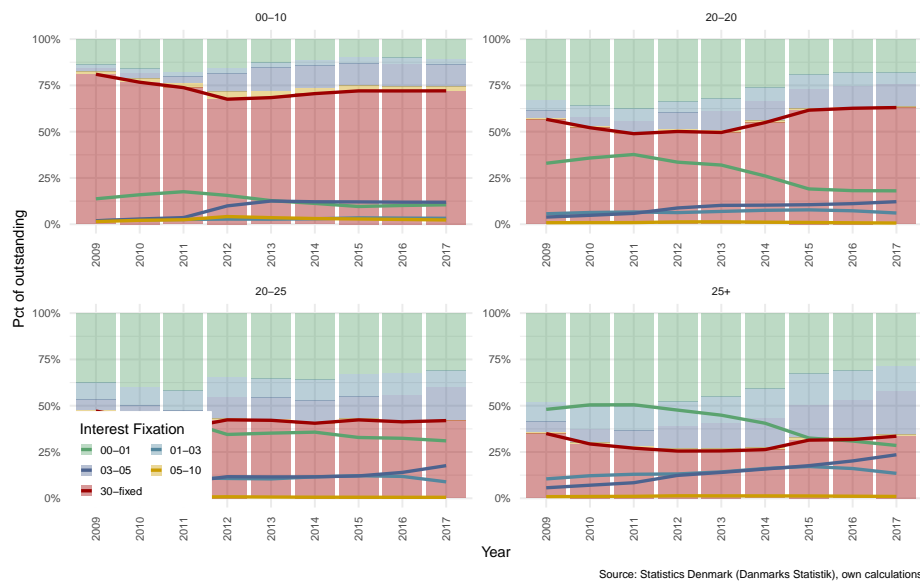 00–10
20–20
100%
75%
50%
25%
0%
100%
75%
50%
25%
0%
2009 2010 2011 2012 2013 2014 2015 2016 2017
2009 2010 2011 2012 2013 2014 2015 2016 2017
Pct of outstanding
20–25
25+
100%
75%
50%
25%
0%
100%
75%
50%
25%
0%
Interest Fixation
00–01 01–03
03–05 05–10
30–fixed
2009 2010 2011 2012 2013 2014 2015 2016 2017
2009 2010 2011 2012 2013 2014 2015 2016 2017
Year
Source: Statistics Denmark (Danmarks Statistik), own calculations